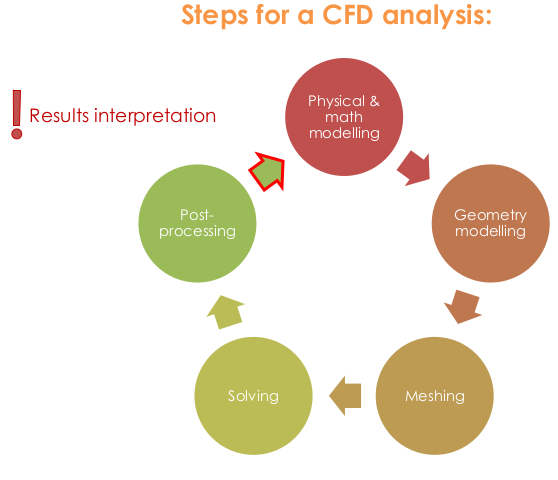 Steps for a CFD analysis:
Results interpretation
Physical &
math
modelling
Geometry
modelling
Meshing
Solving
Post-
processing